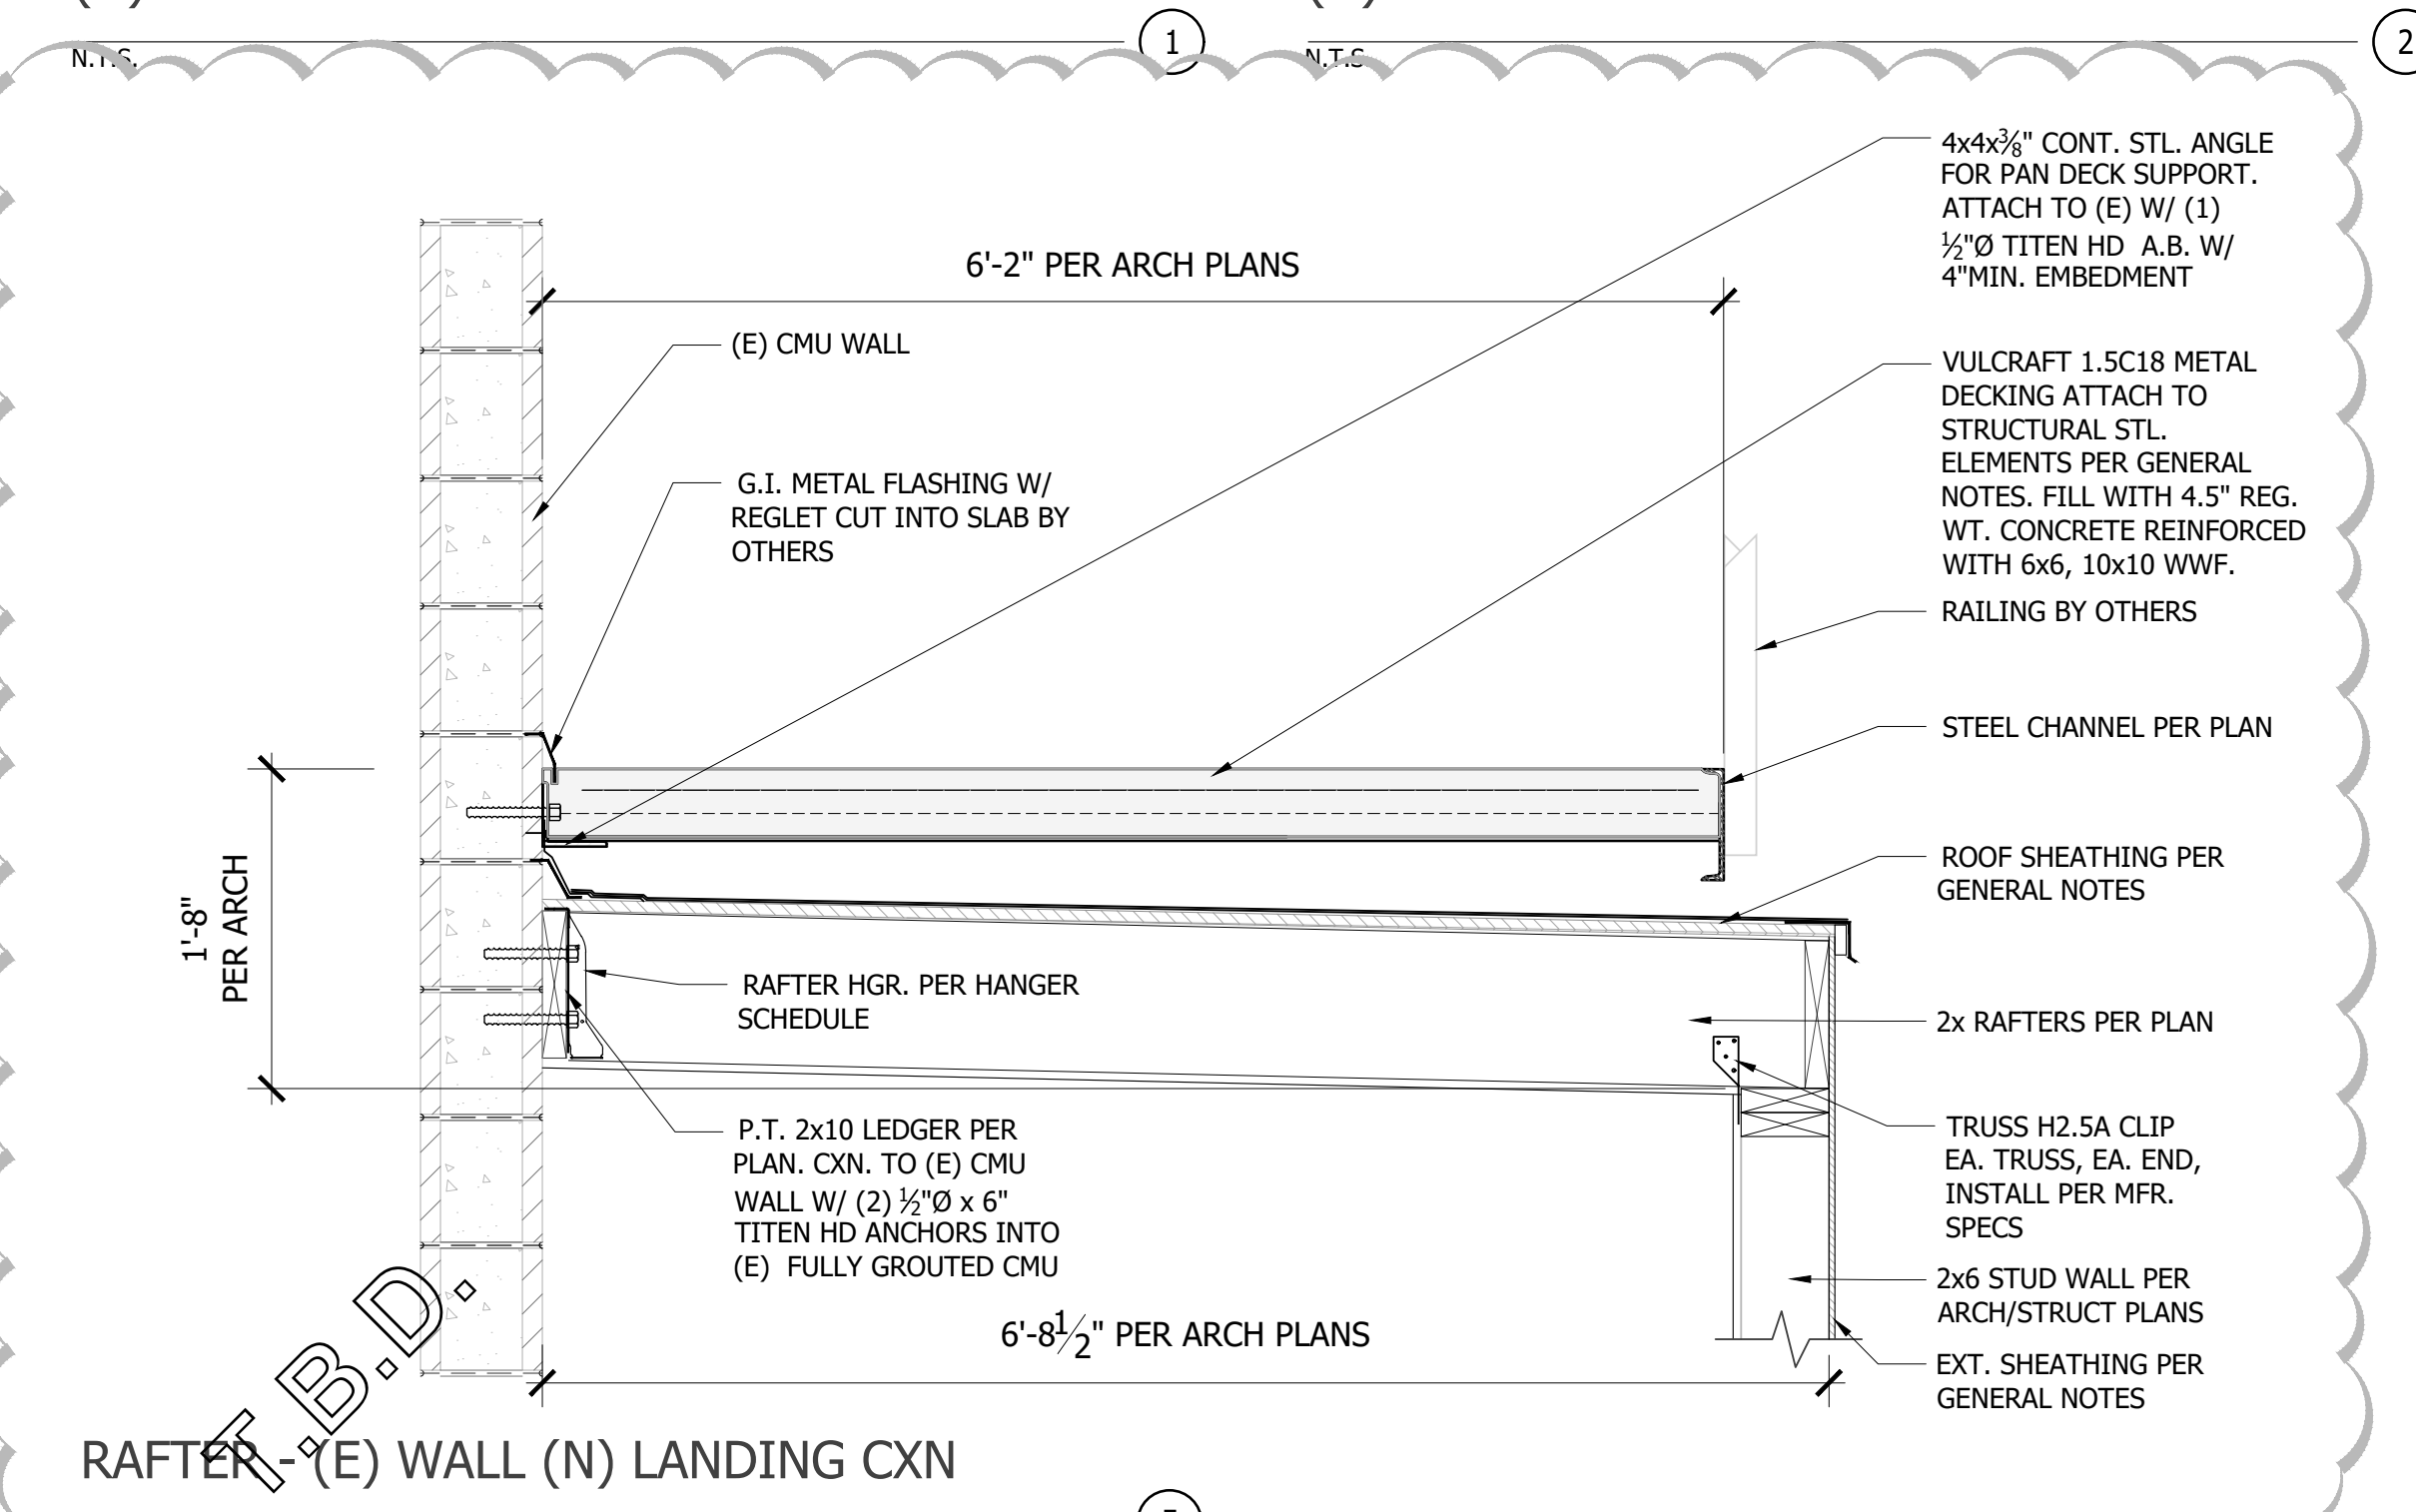 1
2
N.T.S.
N.T.S.
4x4x⅜" CONT. STL. ANGLE
FOR PAN DECK SUPPORT.
ATTACH TO (E) W/ (1)
½"Ø TITEN HD A.B. W/
4"MIN. EMBEDMENT
6'-2" PER ARCH PLANS
(E) CMU WALL
VULCRAFT 1.5C18 METAL
DECKING ATTACH TO
STRUCTURAL STL.
ELEMENTS PER GENERAL
NOTES. FILL WITH 4.5" REG.
WT. CONCRETE REINFORCED
WITH 6x6, 10x10 WWF.
G.I. METAL FLASHING W/
REGLET CUT INTO SLAB BY
OTHERS
RAILING BY OTHERS
STEEL CHANNEL PER PLAN
1'-8"
PER ARCH
ROOF SHEATHING PER
GENERAL NOTES
RAFTER HGR. PER HANGER
SCHEDULE
2x RAFTERS PER PLAN
P.T. 2x10 LEDGER PER
PLAN. CXN. TO (E) CMU
WALL W/ (2) ½"Ø x 6"
TITEN HD ANCHORS INTO
(E) FULLY GROUTED CMU
TRUSS H2.5A CLIP
EA. TRUSS, EA. END,
INSTALL PER MFR.
SPECS
2x6 STUD WALL PER
ARCH/STRUCT PLANS
6'-8½" PER ARCH PLANS
EXT. SHEATHING PER
GENERAL NOTES
T.B.D.
RAFTER - (E) WALL (N) LANDING CXN